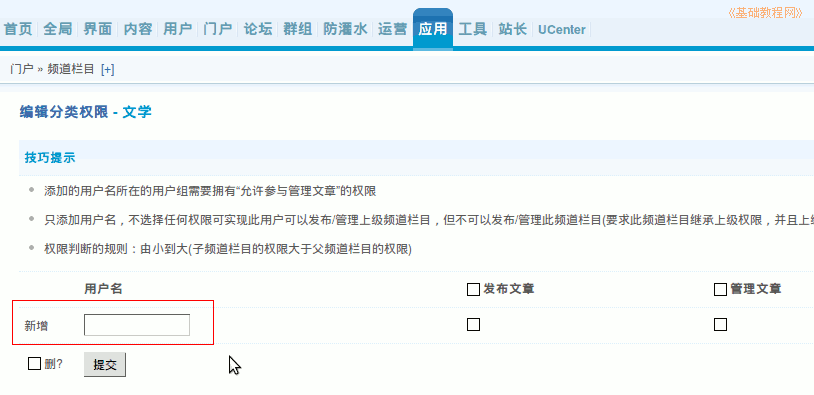 《基础教程网》
首页 全局 界面 内容 用户 门户 论坛 群组 防灌水 运营 应用 工具 站长 UCenter
门户 » 频道栏目 [+]
编辑分类权限 - 文学
技巧提示
添加的用户名所在的用户组需要拥有“允许参与管理文章”的权限
只添加用户名，不选择任何权限可实现此用户可以发布/管理上级频道栏目，但不可以发布/管理此频道栏目(要求此频道栏目继承上级权限，并且上
权限判断的规则：由小到大(子频道栏目的权限大于父频道栏目的权限)
用户名 发布文章 管理文章
新增
删? 提交